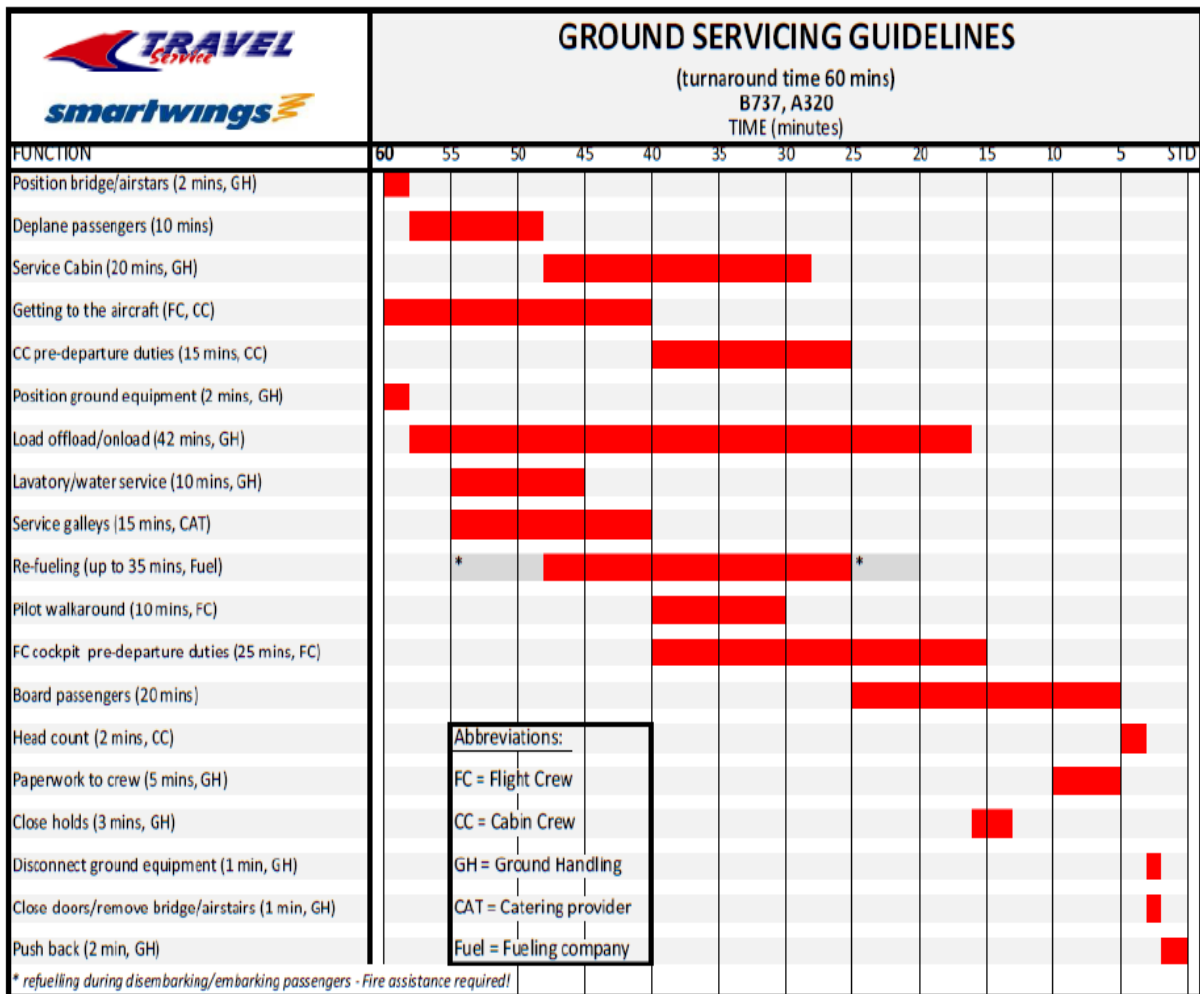 TRAVEL
Service
smartwings
GROUND SERVICING GUIDELINES
(turnaround time 60 mins)
B737, A320
TIME (minutes)
FUNCTION 60 55 50 45 40 35 30 25 20 15 10 5 STD
Position bridge/airstars (2 mins, GH)
Deplane passengers (10 mins)
Service Cabin (20 mins, GH)
Getting to the aircraft (FC, CC)
CC pre-departure duties (15 mins, CC)
Position ground equipment (2 mins, GH)
Load offload/onload (42 mins, GH)
Lavatory/water service (10 mins, GH)
Service galleys (15 mins, CAT)
Re-fueling (up to 35 mins, Fuel) * *
Pilot walkaround (10 mins, FC)
FC cockpit pre-departure duties (25 mins, FC)
Board passengers (20 mins)
Head count (2 mins, CC)
Paperwork to crew (5 mins, GH)
Close holds (3 mins, GH)
Disconnect ground equipment (1 min, GH)
Close doors/remove bridge/airstairs (1 min, GH)
Push back (2 min, GH)
Abbreviations:
FC = Flight Crew
CC = Cabin Crew
GH = Ground Handling
CAT = Catering provider
Fuel = Fueling company
* refuelling during disembarking/embarking passengers - Fire assistance required!